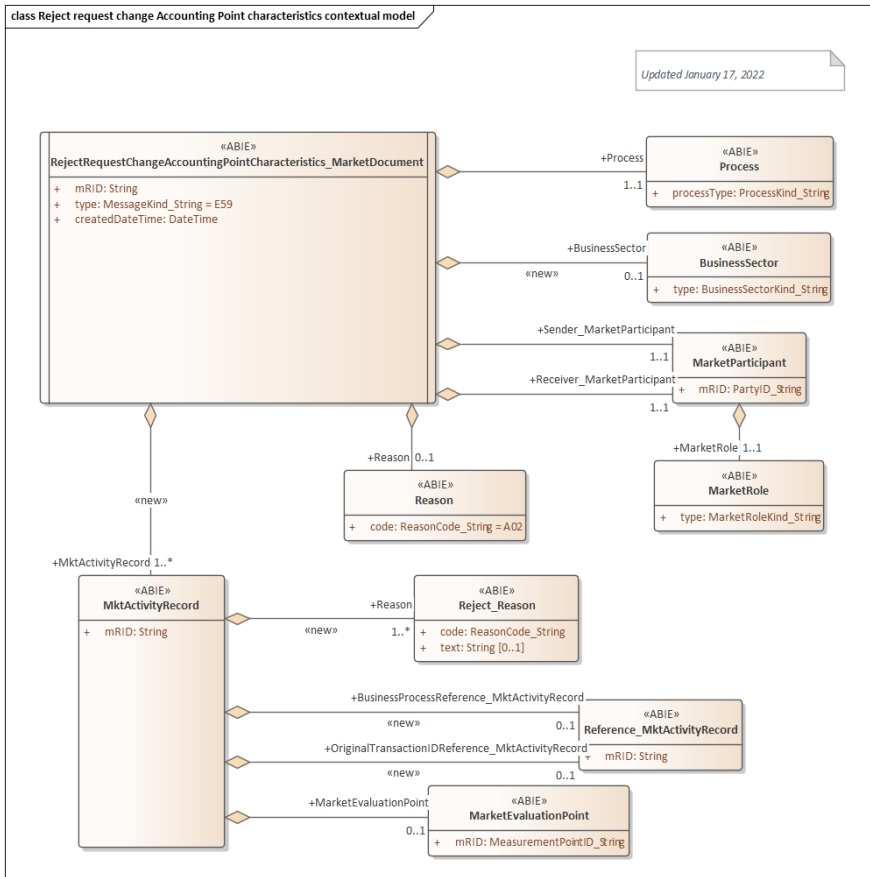 class Reject request change Accounting Point characteristics contextual model
Updated January 17, 2022
«ABIE»
RejectRequestChangeAccountingPointCharacteristics_MarketDocument
+ mRID: String
+ type: MessageKind_String = E59
+ createdDateTime: DateTime
+Process
1..1
«ABIE»
Process
+ processType: ProcessKind_String
+BusinessSector
«new»
0..1
«ABIE»
BusinessSector
+ type: BusinessSectorKind_String
+Sender_MarketParticipant
1..1
+Receiver_MarketParticipant
1..1
«ABIE»
MarketParticipant
+ mRID: PartyID_String
+MarketRole 1..1
«ABIE»
MarketRole
+ type: MarketRoleKind_String
+Reason 0..1
«ABIE»
Reason
+ code: ReasonCode_String = A02
«new»
+MktActivityRecord 1..*
«ABIE»
MktActivityRecord
+ mRID: String
+Reason
«new»
1..*
«ABIE»
Reject_Reason
+ code: ReasonCode_String
+ text: String [0..1]
+BusinessProcessReference_MktActivityRecord
«new»
0..1
+OriginalTransactionIDReference_MktActivityRecord
«new»
0..1
«ABIE»
Reference_MktActivityRecord
+ mRID: String
+MarketEvaluationPoint
0..1
«ABIE»
MarketEvaluationPoint
+ mRID: MeasurementPointID_String